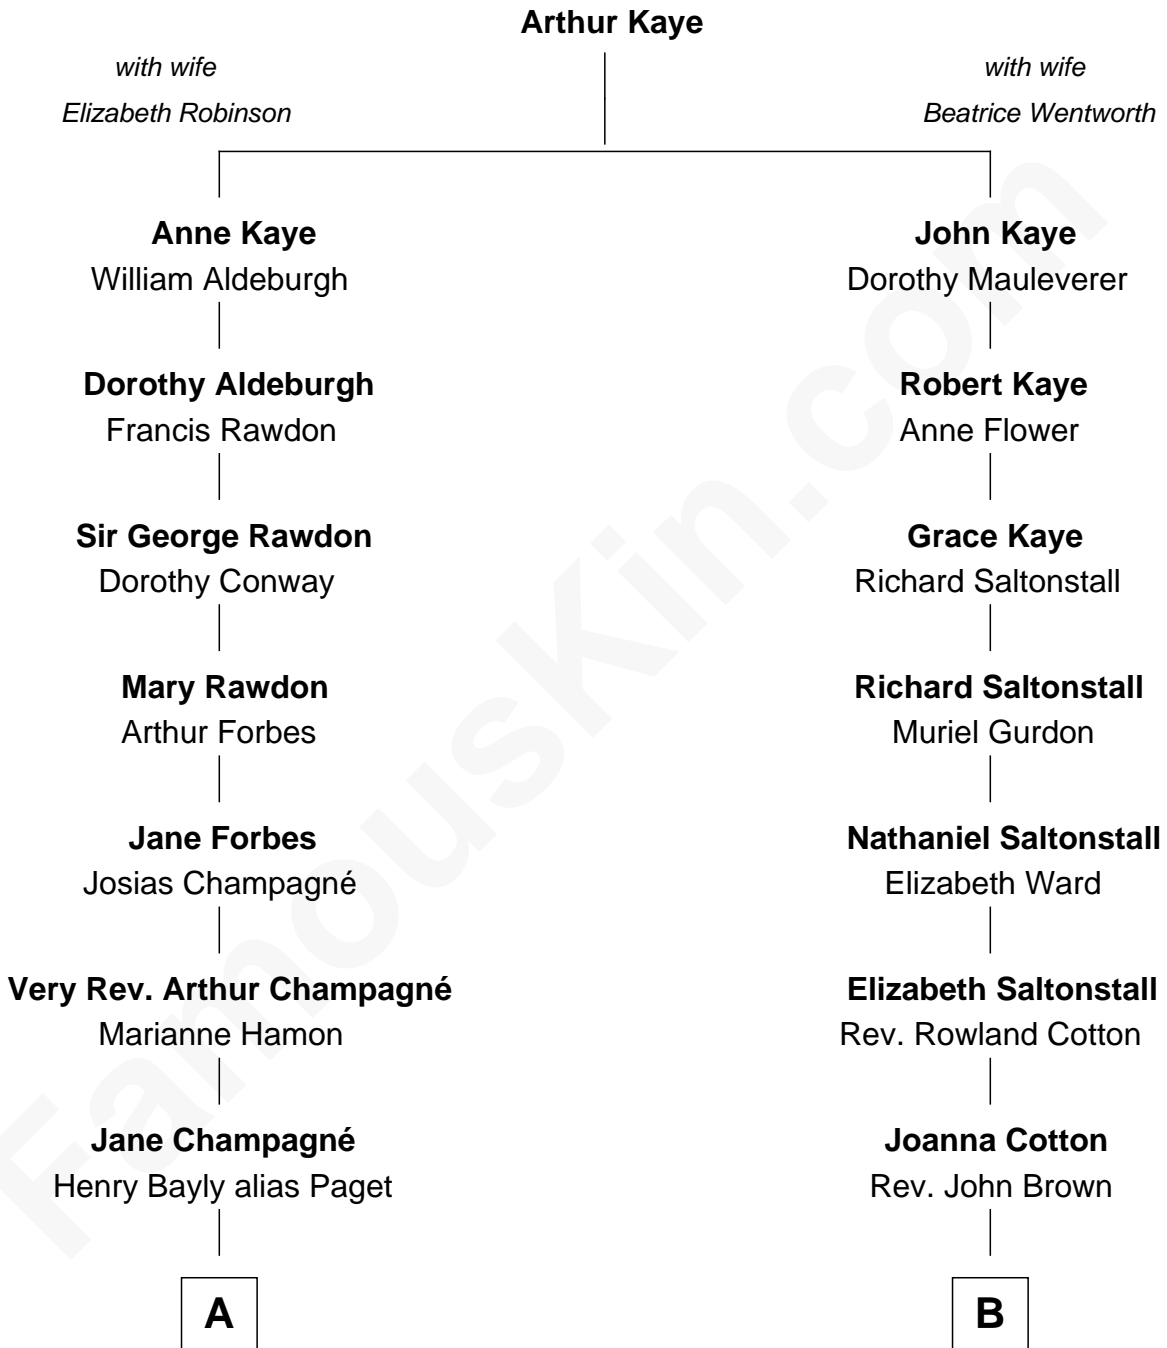 Arthur Kaye
with wife
Elizabeth Robinson
with wife
Beatrice Wentworth
Anne Kaye
William Aldeburgh
John Kaye
Dorothy Mauleverer
Dorothy Aldeburgh
Francis Rawdon
Robert Kaye
Anne Flower
Sir George Rawdon
Dorothy Conway
Grace Kaye
Richard Saltonstall
Mary Rawdon
Arthur Forbes
Richard Saltonstall
Muriel Gurdon
Jane Forbes
Josias Champagné
Nathaniel Saltonstall
Elizabeth Ward
Very Rev. Arthur Champagné
Marianne Hamon
Elizabeth Saltonstall
Rev. Rowland Cotton
Jane Champagné
Henry Bayly alias Paget
Joanna Cotton
Rev. John Brown
A
B
FamousKin.com